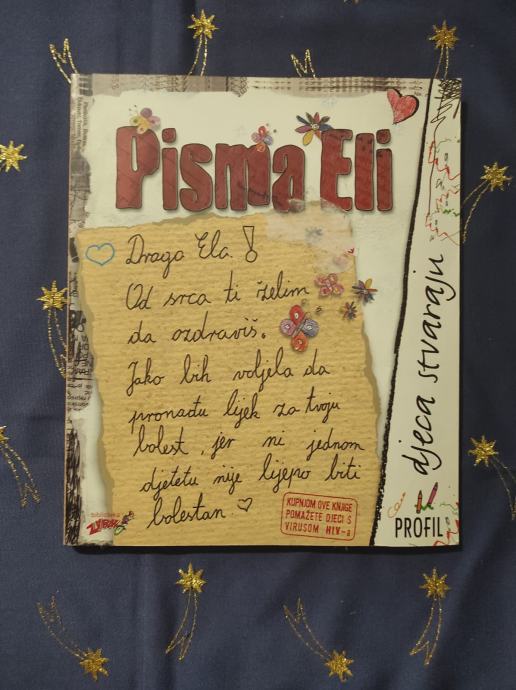 Pisma Eli
Draga Ela!
Od srca ti želim
da ozdraviš.
Jako bih voljela da
pronađu lijek za tvoju
bolest, jer ni jednom
djetetu nije lijepo biti
bolestan
KUPNJOM OVE KNJIGE
POMAŽETE DJECI S
VIRUSOM HIV-a
djeca stvaraju
PROFIL